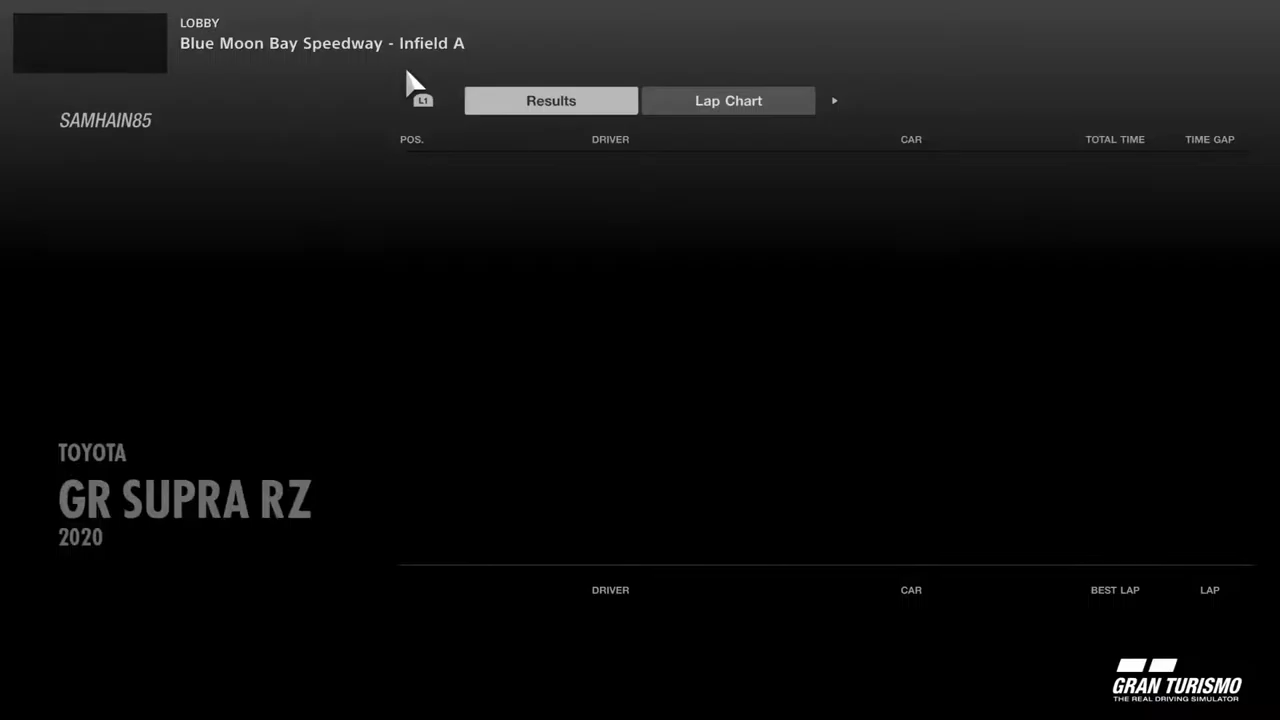 LOBBY
Blue Moon Bay Speedway - Infield A
SAMHAIN85
L1
Results
Lap Chart
POS. DRIVER CAR TOTAL TIME TIME GAP
TOYOTA
GR SUPRA RZ
2020
DRIVER CAR BEST LAP LAP
GRAN TURISMO
THE REAL DRIVING SIMULATOR